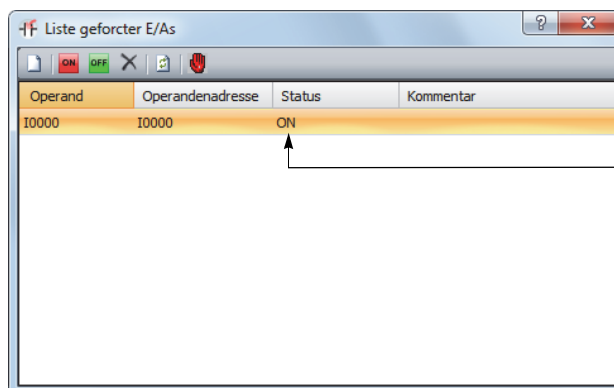 Liste geforcter E/As
ON OFF
Operand Operandenadresse Status Kommentar
I0000 I0000 ON